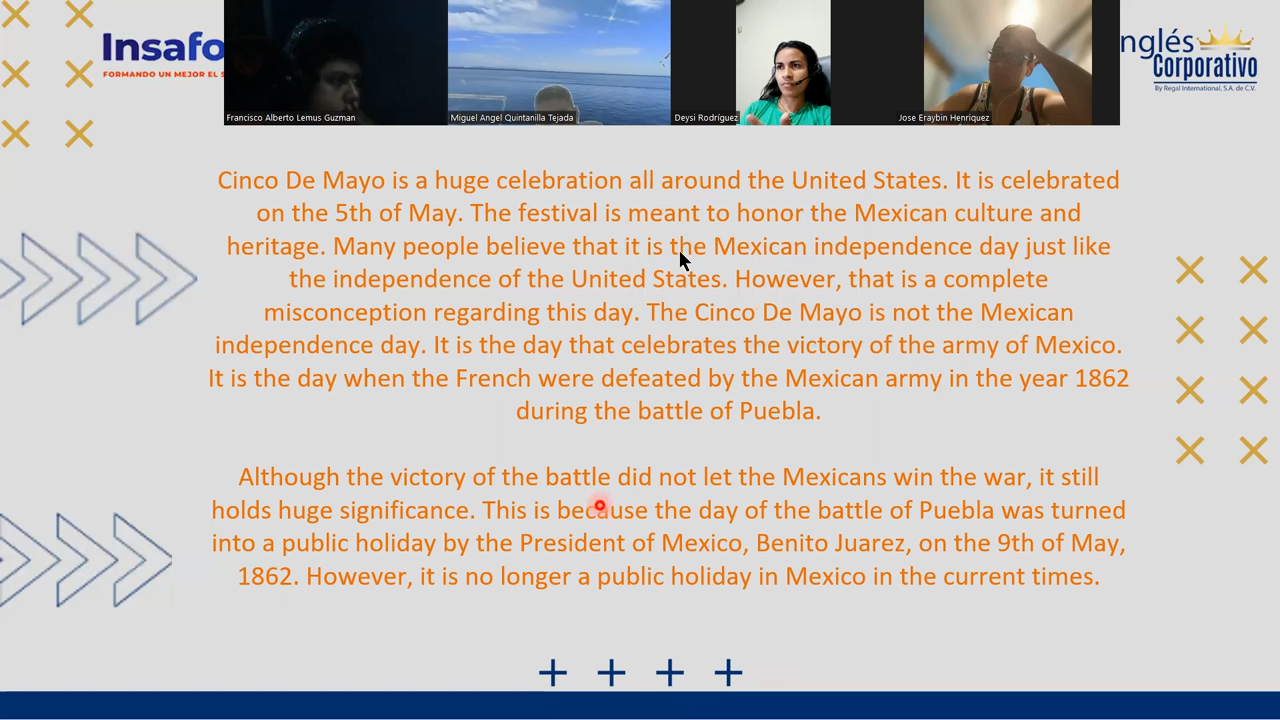 Insafo
FORMANDO UN MEJOR EL S
Francisco Alberto Lemus Guzman
Miguel Angel Quintanilla Tejada
Deysi Rodríguez
Jose Eraybin Henriquez
nglés
Corporativo
By Regal International, S.A. de C.V.
Cinco De Mayo is a huge celebration all around the United States. It is celebrated
on the 5th of May. The festival is meant to honor the Mexican culture and
heritage. Many people believe that it is the Mexican independence day just like
the independence of the United States. However, that is a complete
misconception regarding this day. The Cinco De Mayo is not the Mexican
independence day. It is the day that celebrates the victory of the army of Mexico.
It is the day when the French were defeated by the Mexican army in the year 1862
during the battle of Puebla.
Although the victory of the battle did not let the Mexicans win the war, it still
holds huge significance. This is because the day of the battle of Puebla was turned
into a public holiday by the President of Mexico, Benito Juarez, on the 9th of May,
1862. However, it is no longer a public holiday in Mexico in the current times.